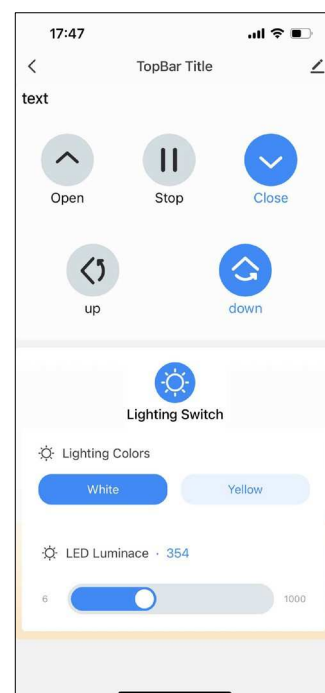 17:47
TopBar Title
text
Open Stop Close
up down
Lighting Switch
Lighting Colors
White Yellow
LED Luminace · 354
6 1000